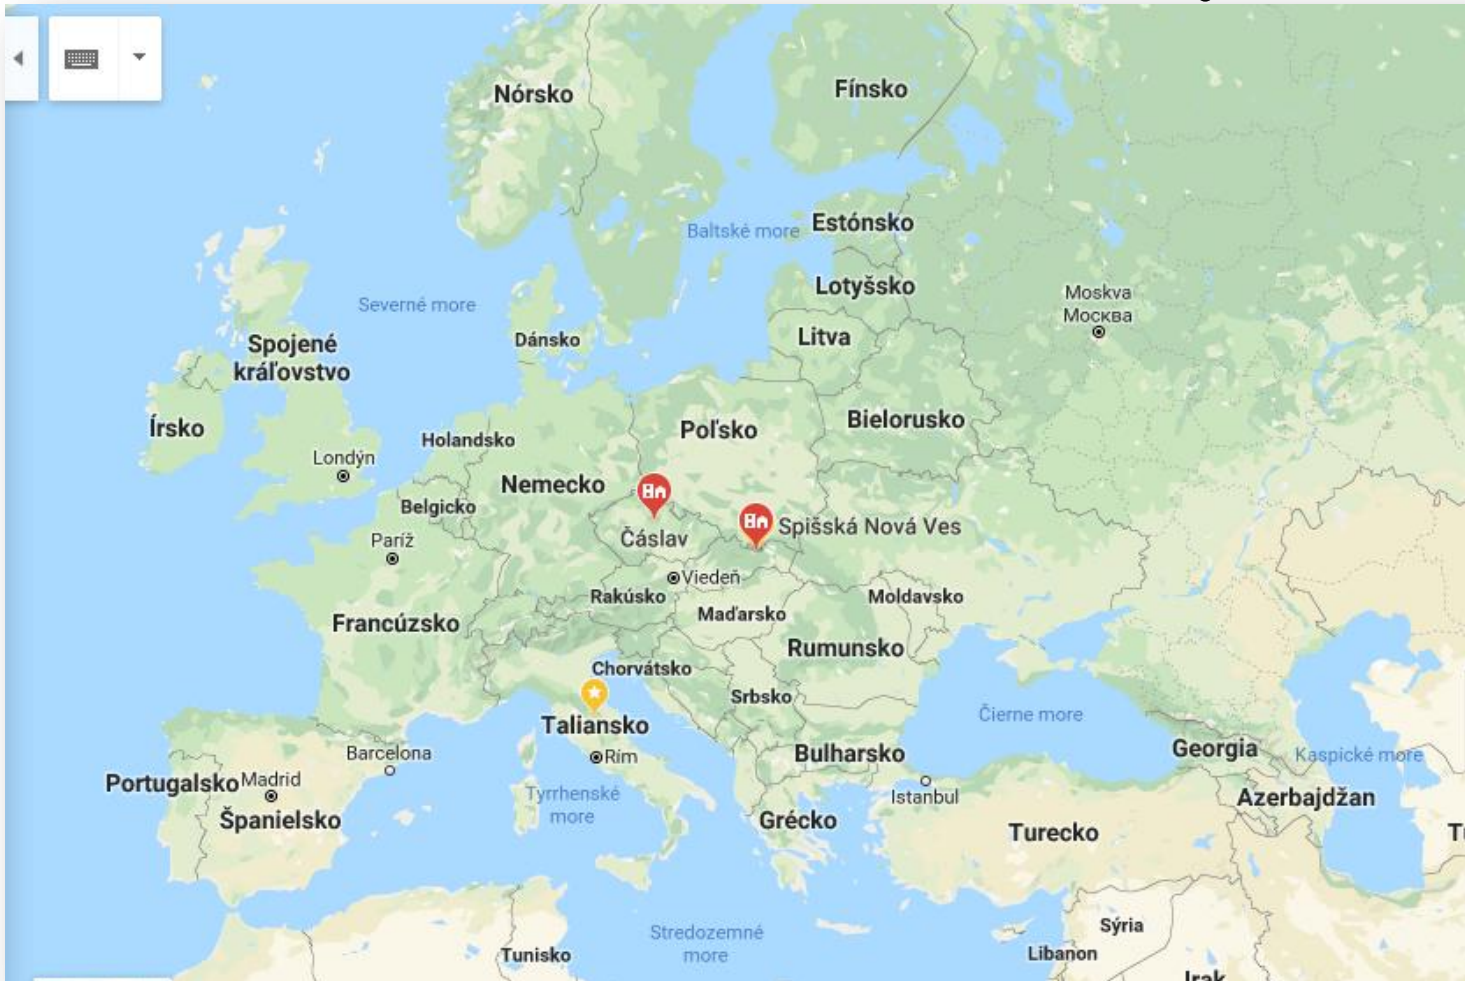 Nórsko
Fínsko
Baltské more
Estónsko
Severné more
Lotyšsko
Moskva
Москва
Spojené
kráľovstvo
Dánsko
Litva
Írsko
Holandsko
Poľsko
Bielorusko
Londýn
Nemecko
Belgicko
Čáslav
Spišská Nová Ves
Paríž
Viedeň
Rakúsko
Maďarsko
Moldavsko
Francúzsko
Rumunsko
Chorvátsko
Srbsko
Čierne more
Taliansko
Barcelona
Rím
Bulharsko
Georgia
Kaspické more
Portugalsko
Madrid
Tyrrhenské
more
Istanbul
Azerbajdžan
Španielsko
Grécko
Turecko
Sýria
Stredozemné
more
Tunisko
Libanon
Irak